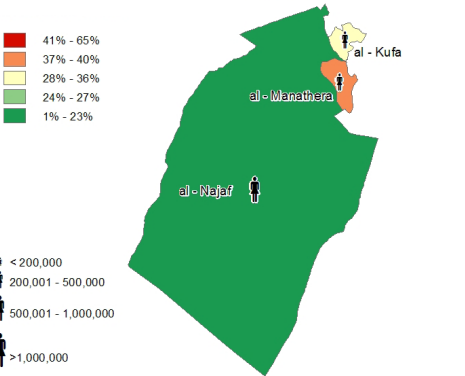 41% - 65%
37% - 40%
28% - 36%
24% - 27%
1% - 23%
al - Kufa
al - Manathera
al - Najaf
< 200,000
200,001 - 500,000
500,001 - 1,000,000
>1,000,000